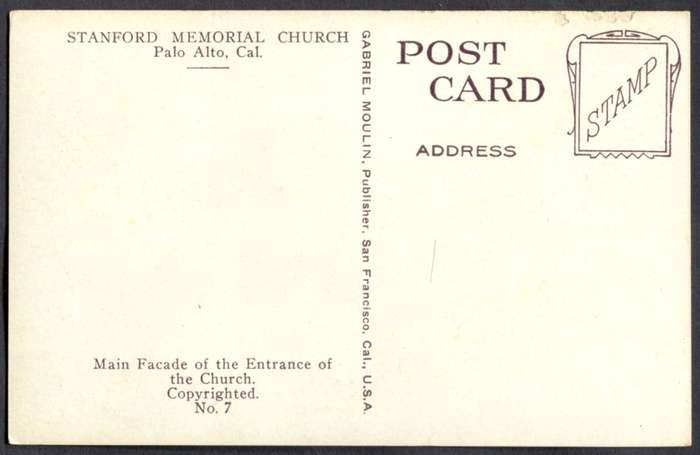 STANFORD MEMORIAL CHURCH
Palo Alto, Cal.
Main Facade of the Entrance of
the Church.
Copyrighted.
No. 7
GABRIEL MOULIN, Publisher, San Francisco, Cal., U.S.A.
POST
CARD
ADDRESS
STAMP